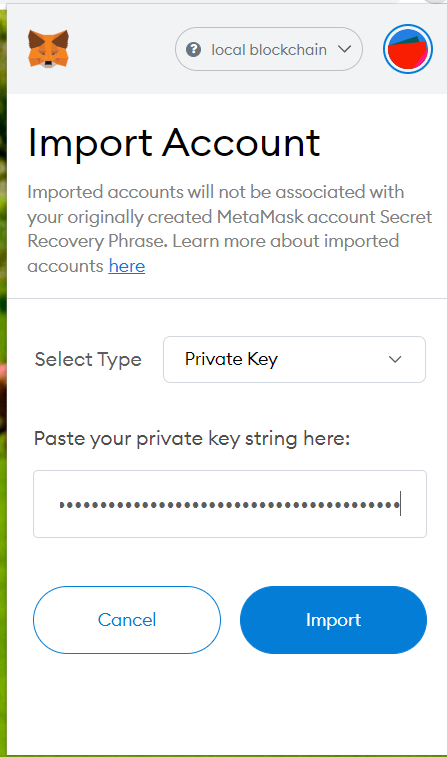 local blockchain
Import Account
Imported accounts will not be associated with
your originally created MetaMask account Secret
Recovery Phrase. Learn more about imported
accounts here
Select Type
Private Key
Paste your private key string here:
Cancel
Import